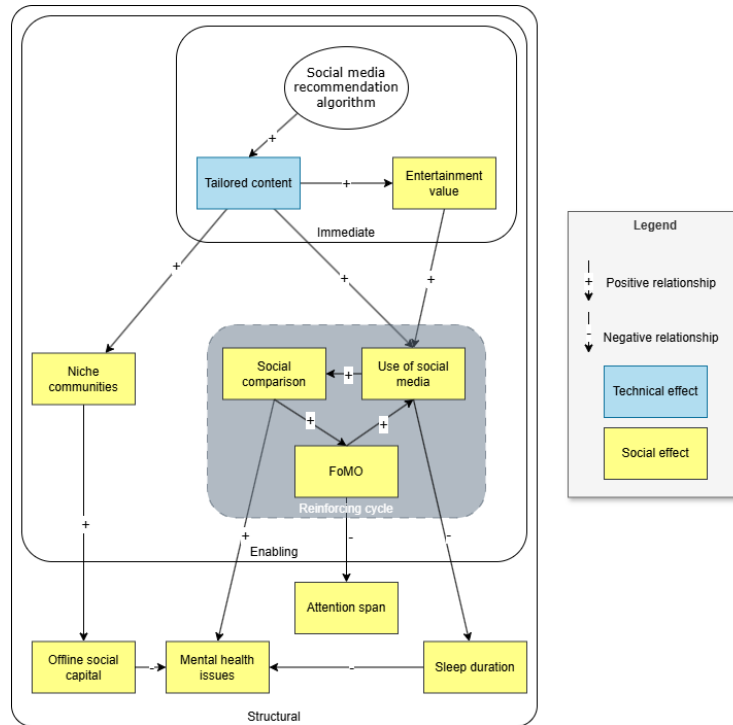 Social media
recommendation
algorithm
+
Tailored content
+
Entertainment
value
Immediate
+
+
+
Niche
communities
Social
comparison
+
Use of social
media
+
+
FoMO
Reinforcing cycle
+
+
-
-
Enabling
Attention span
Offline social
capital
-
Mental health
issues
-
Sleep duration
Structural
Legend
+
Positive relationship
-
Negative relationship
Technical effect
Social effect